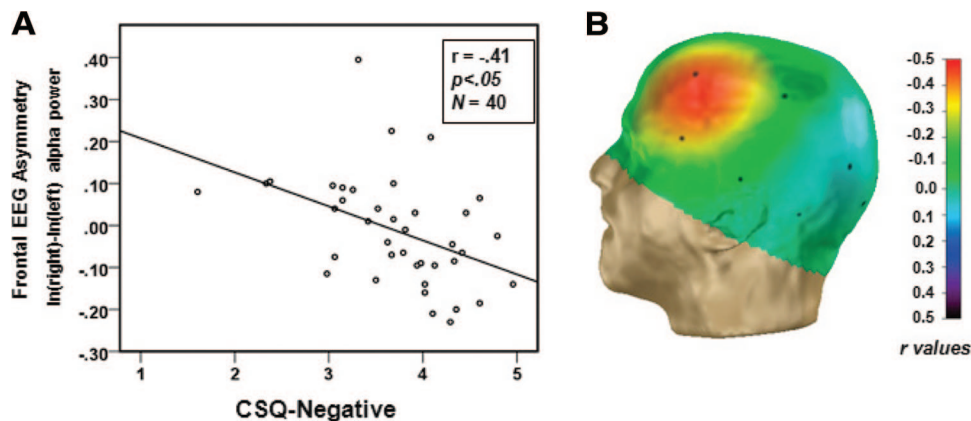 A
Frontal EEG Asymmetry
ln(right)-ln(left) alpha power
.40
.30
.20
.10
.00
-.10
-.20
-.30
r = -.41
p<.05
N = 40
1 2 3 4 5
CSQ-Negative
B
-0.5
-0.4
-0.3
-0.2
-0.1
0.0
0.1
0.2
0.3
0.4
0.5
r values